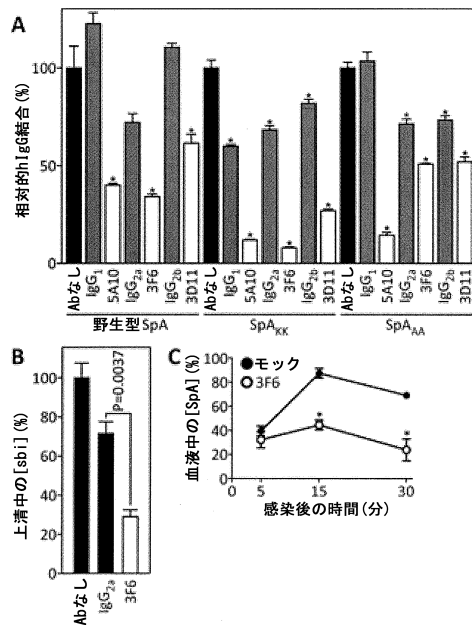 A
相対的hIgG結合(%)
100
50
0
Abなし
IgG1
5A10
IgG2a
3F6
IgG2b
3D11
Abなし
IgG1
5A10
IgG2a
3F6
IgG2b
3D11
Abなし
IgG1
5A10
IgG2a
3F6
IgG2b
3D11
野生型SpA
SpAKK
SpAAA
B
上清中の[sbi](%)
100
80
60
40
20
0
P=0.0037
Abなし
IgG2a
3F6
C
モック
3F6
血液中の[SpA](%)
100
80
60
40
20
0
0
5
15
30
感染後の時間(分)